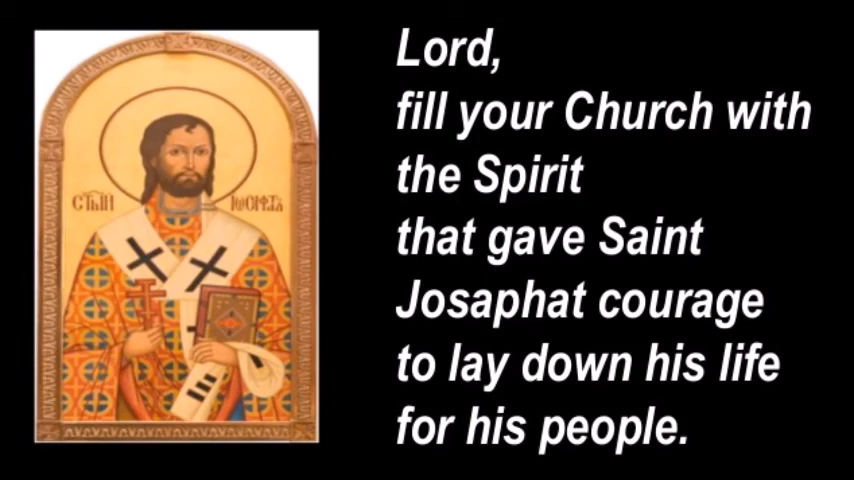 Lord,
fill your Church with
the Spirit
that gave Saint
Josaphat courage
to lay down his life
for his people.